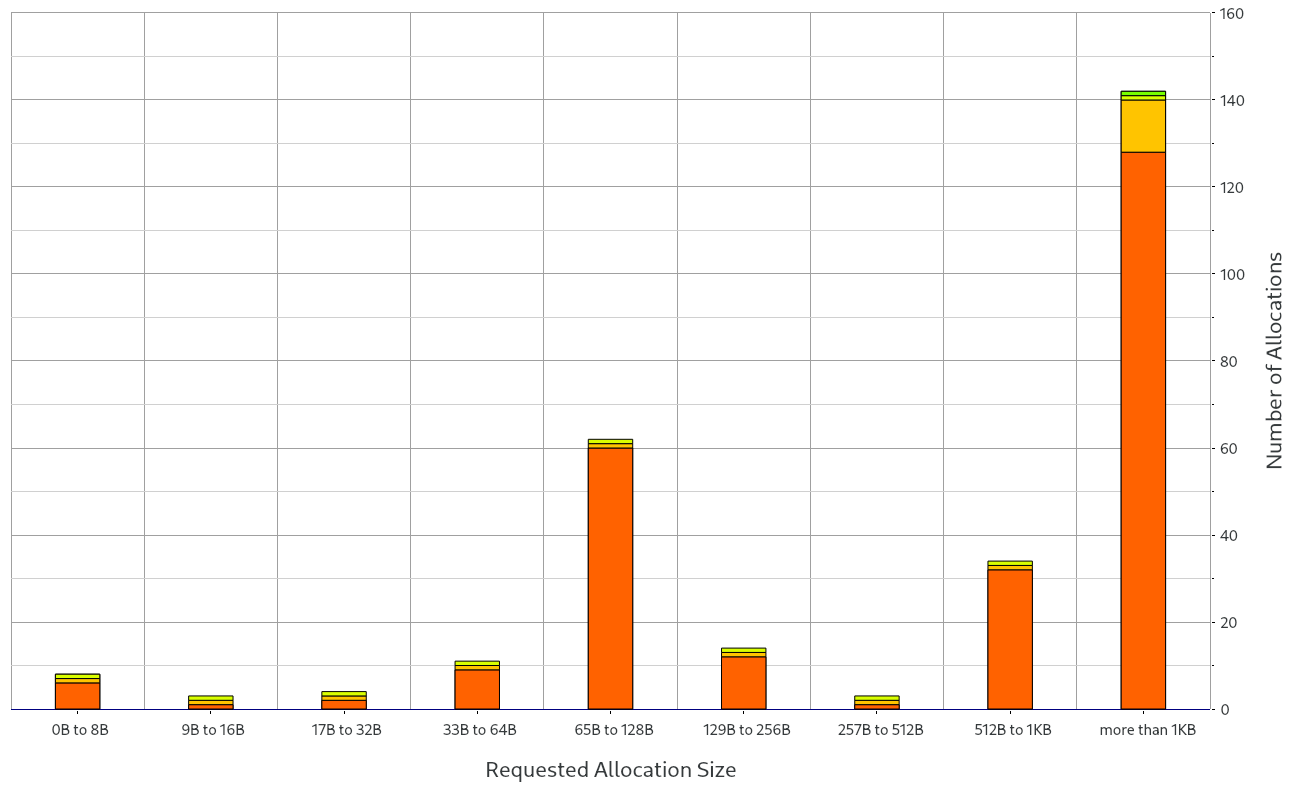 160
140
120
100
80
60
40
20
0
Number of Allocations
0B to 8B
9B to 16B
17B to 32B
33B to 64B
65B to 128B
129B to 256B
257B to 512B
512B to 1KB
more than 1KB
Requested Allocation Size